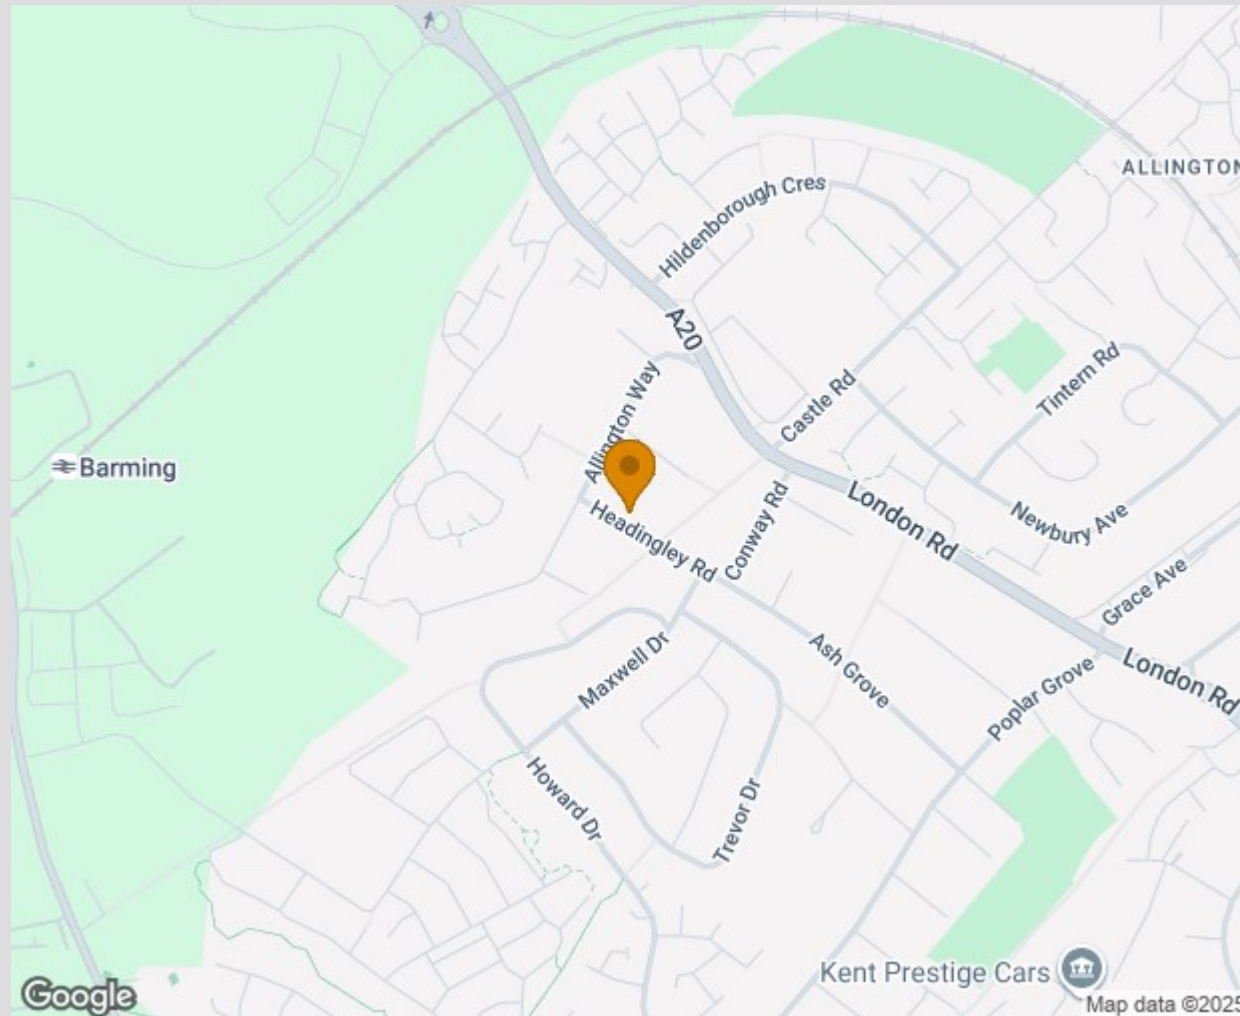 ALLINGTON
Hildenborough Cres
A20
Allington Way
Castle Rd
Tintern Rd
Barming
Headingley Rd
Conway Rd
London Rd
Newbury Ave
Grace Ave
Maxwell Dr
Ash Grove
Poplar Grove
London Rd
Howard Dr
Trevor Dr
Kent Prestige Cars
Google
Map data ©2025